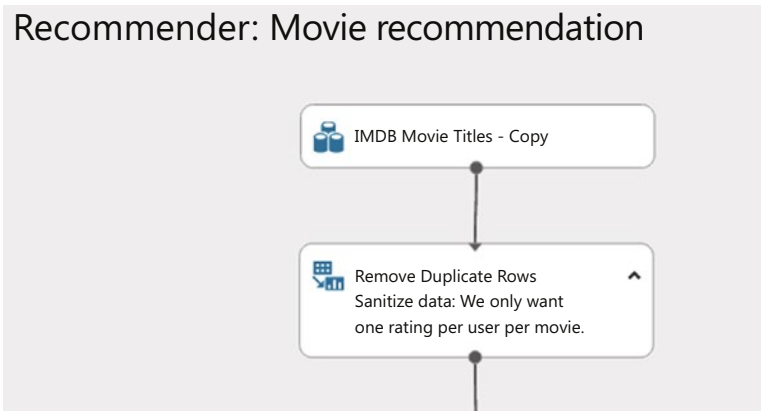 Recommender: Movie recommendation
IMDB Movie Titles - Copy
Remove Duplicate Rows
Sanitize data: We only want
one rating per user per movie.